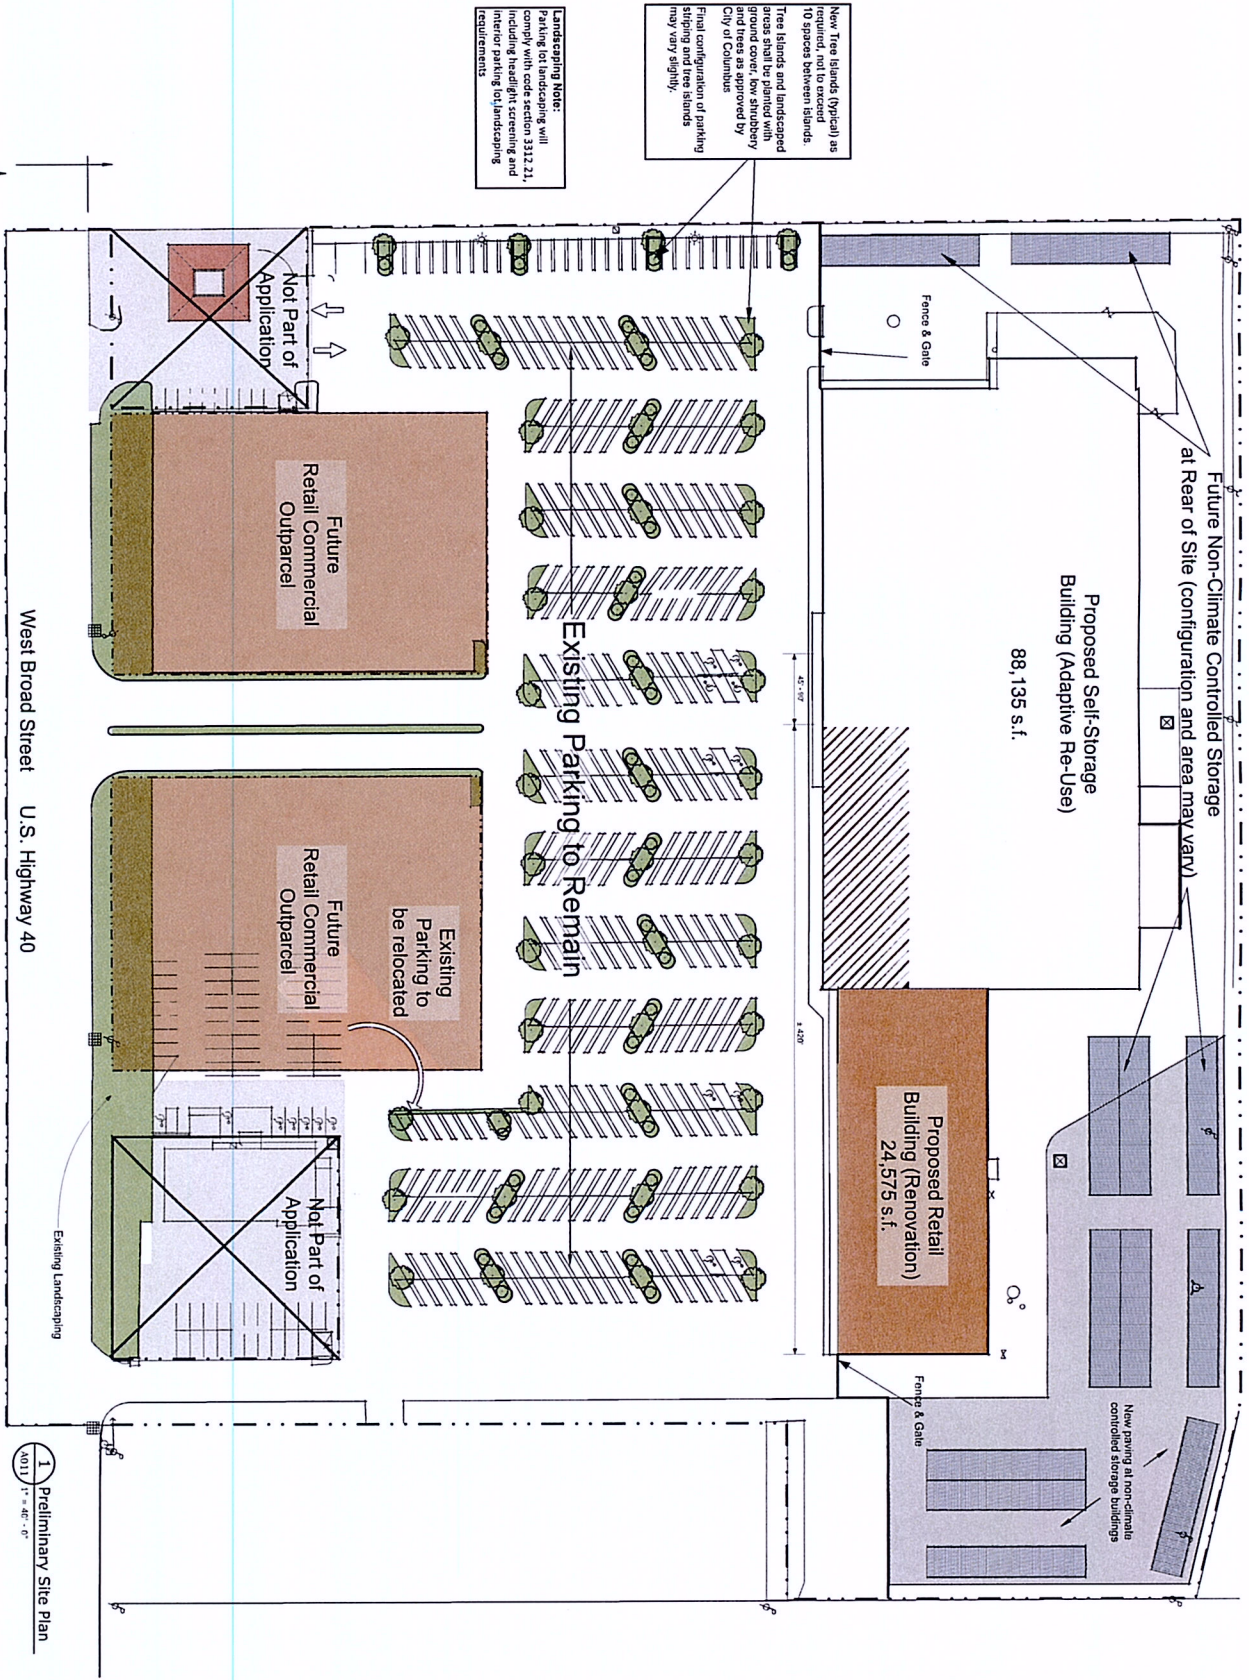 New Tree Islands (typical) as
required, not to exceed
10 spaces between islands.
Tree Islands and landscaped
areas shall be planted with
ground cover, low shrubbery
and trees as approved by
City of Columbus
Final configuration of parking
striping and tree islands
may vary slightly.
Landscaping Note:
Parking lot landscaping will
comply with code section 3312.21,
including headlight screening and
interior parking lot landscaping
requirements
Future Non-Climate Controlled Storage
at Rear of Site (configuration and area may vary)
Fence & Gate
Proposed Self-Storage
Building (Adaptive Re-Use)
88,135 s.f.
Proposed Retail
Building (Renovation)
24,575 s.f.
New paving at non-climate
controlled storage buildings
Fence & Gate
45' - 90'
± 420'
Existing Parking to Remain
Not Part of
Application
Future
Retail Commercial
Outparcel
Existing
Parking to
be relocated
Future
Retail Commercial
Outparcel
Not Part of
Application
Existing Landscaping
West Broad Street U.S. Highway 40
1
A011
Preliminary Site Plan
1" = 40' - 0"